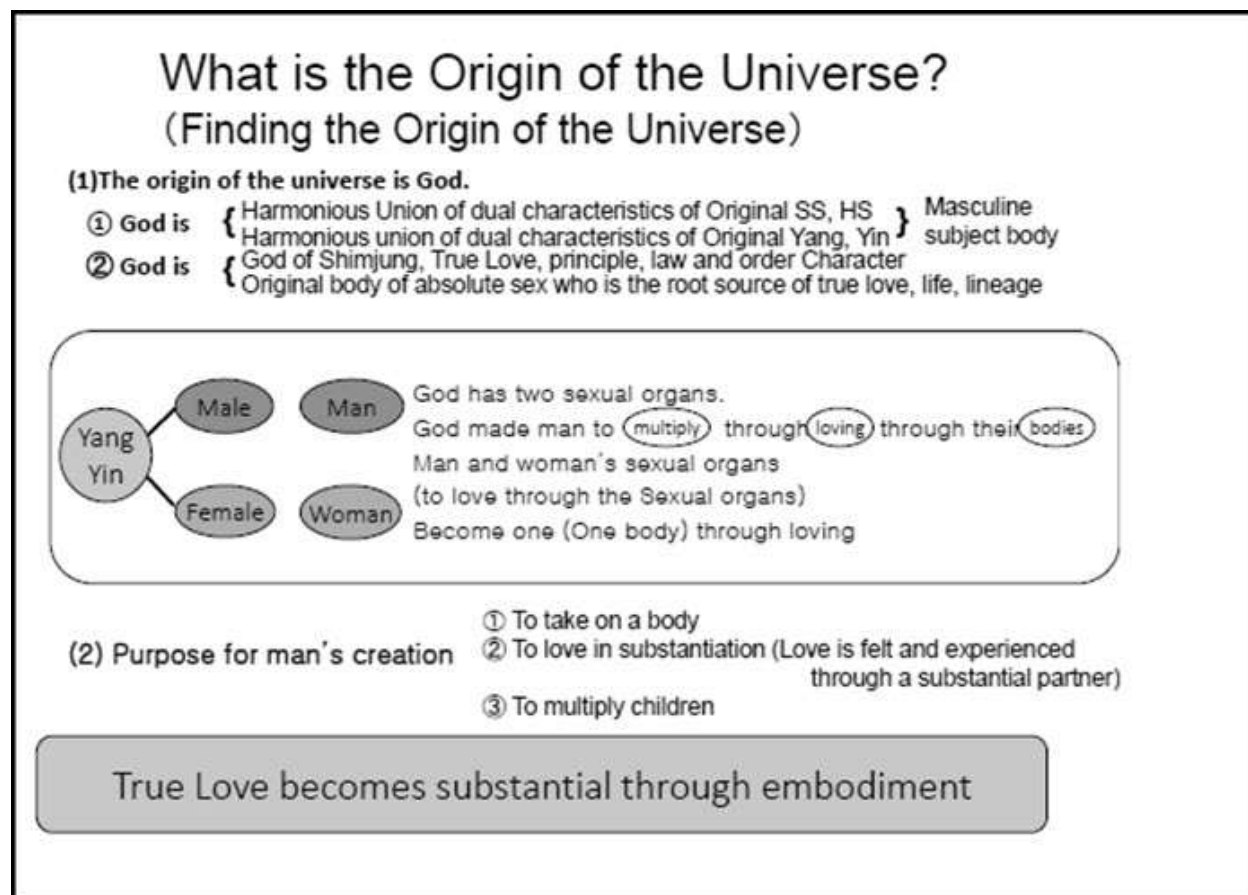 What is the Origin of the Universe?
(Finding the Origin of the Universe)
(1)The origin of the universe is God.
① God is { Harmonious Union of dual characteristics of Original SS, HS } Masculine
Harmonious union of dual characteristics of Original Yang, Yin subject body
② God is { God of Shimjung, True Love, principle, law and order Character
Original body of absolute sex who is the root source of true love, life, lineage
Yang
Yin
Male
Man
Female
Woman
God has two sexual organs.
God made man to multiply through loving through their bodies
Man and woman's sexual organs
(to love through the Sexual organs)
Become one (One body) through loving
(2) Purpose for man's creation
① To take on a body
② To love in substantiation (Love is felt and experienced
through a substantial partner)
③ To multiply children
True Love becomes substantial through embodiment